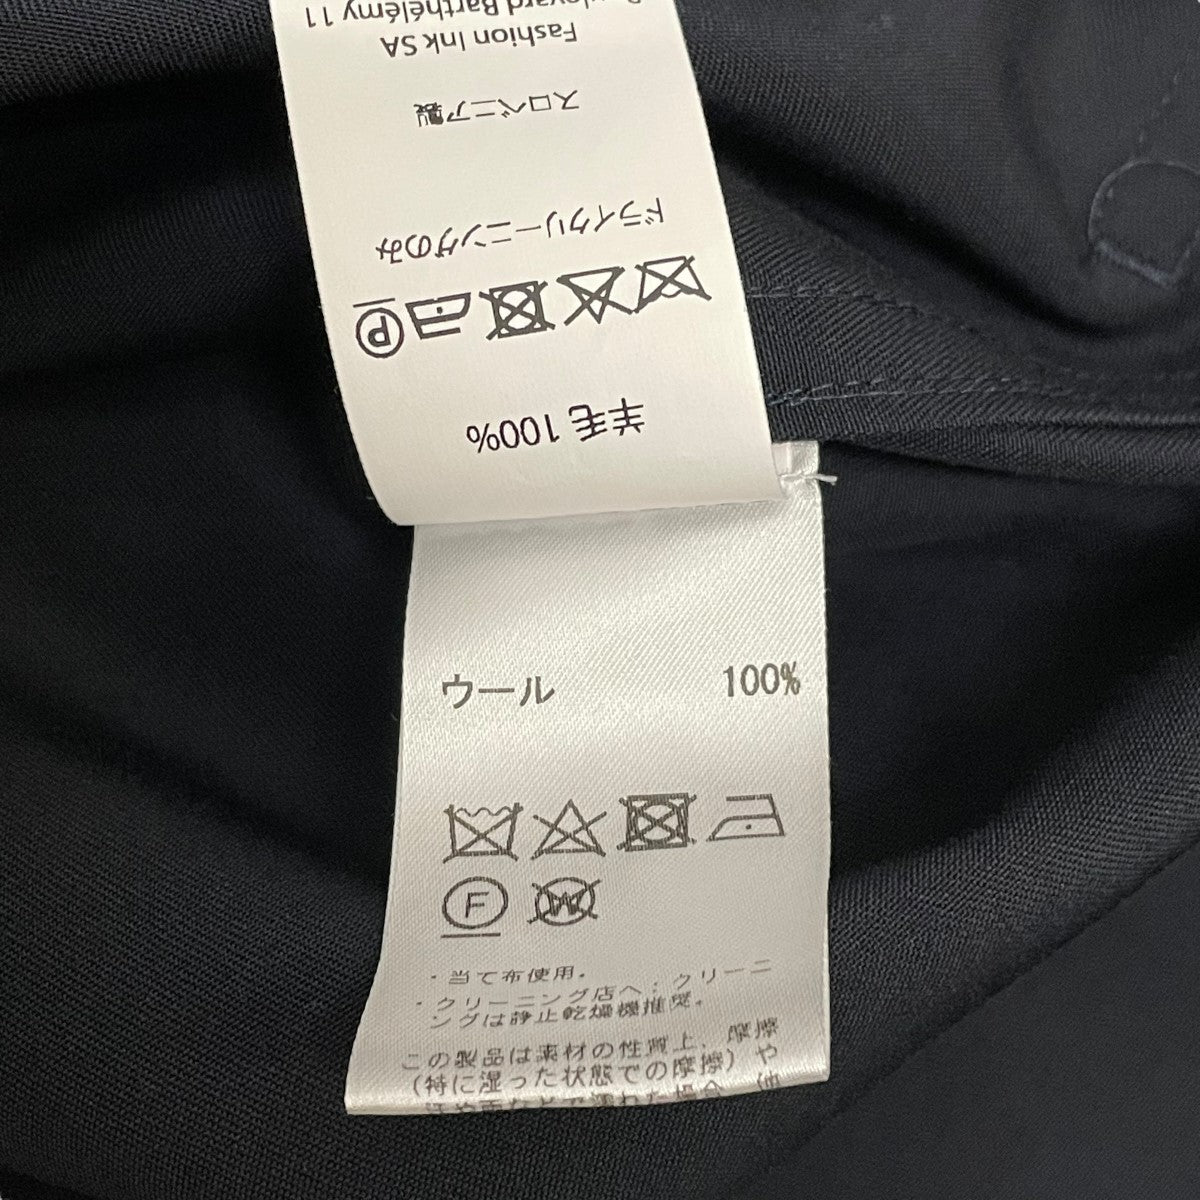 羊毛 100%
P
ドライクリーニングのみ
スロベニア製
Fashion Ink SA
Boulevard Barthélémy 11
ウール 100%
F
W
・当て布使用。
・クリーニング店へ：クリーニ
ングは静止乾燥機推奨。
この製品は素材の性質上、摩擦
（特に湿った状態での摩擦）や